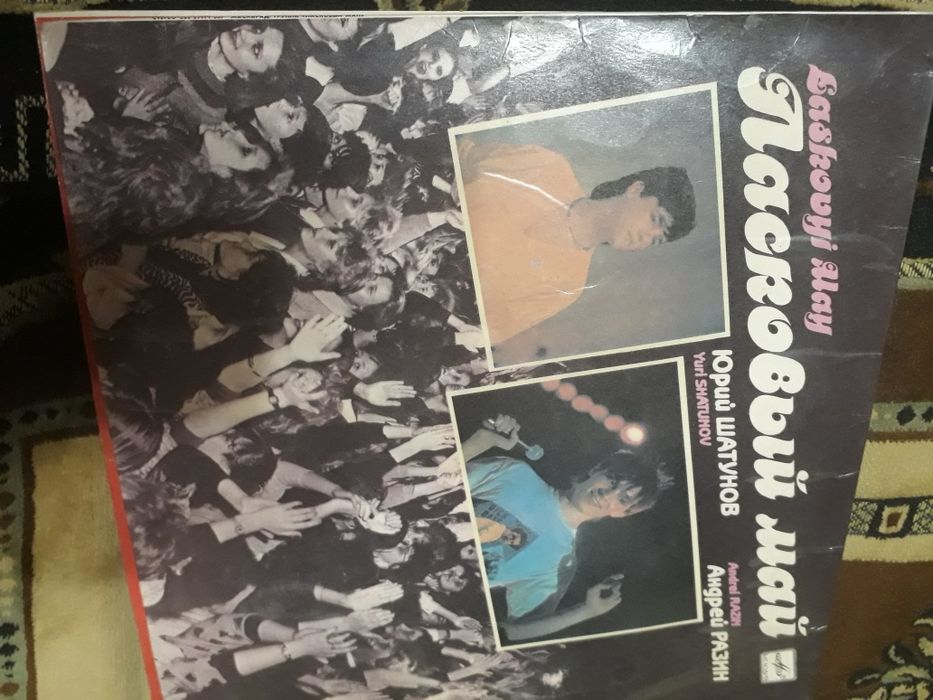 Laskovyi May
Ласковый май
Юрий ШАТУНОВ
Yuri SHATUNOV
Andrei RAZIN
Андрей РАЗИН